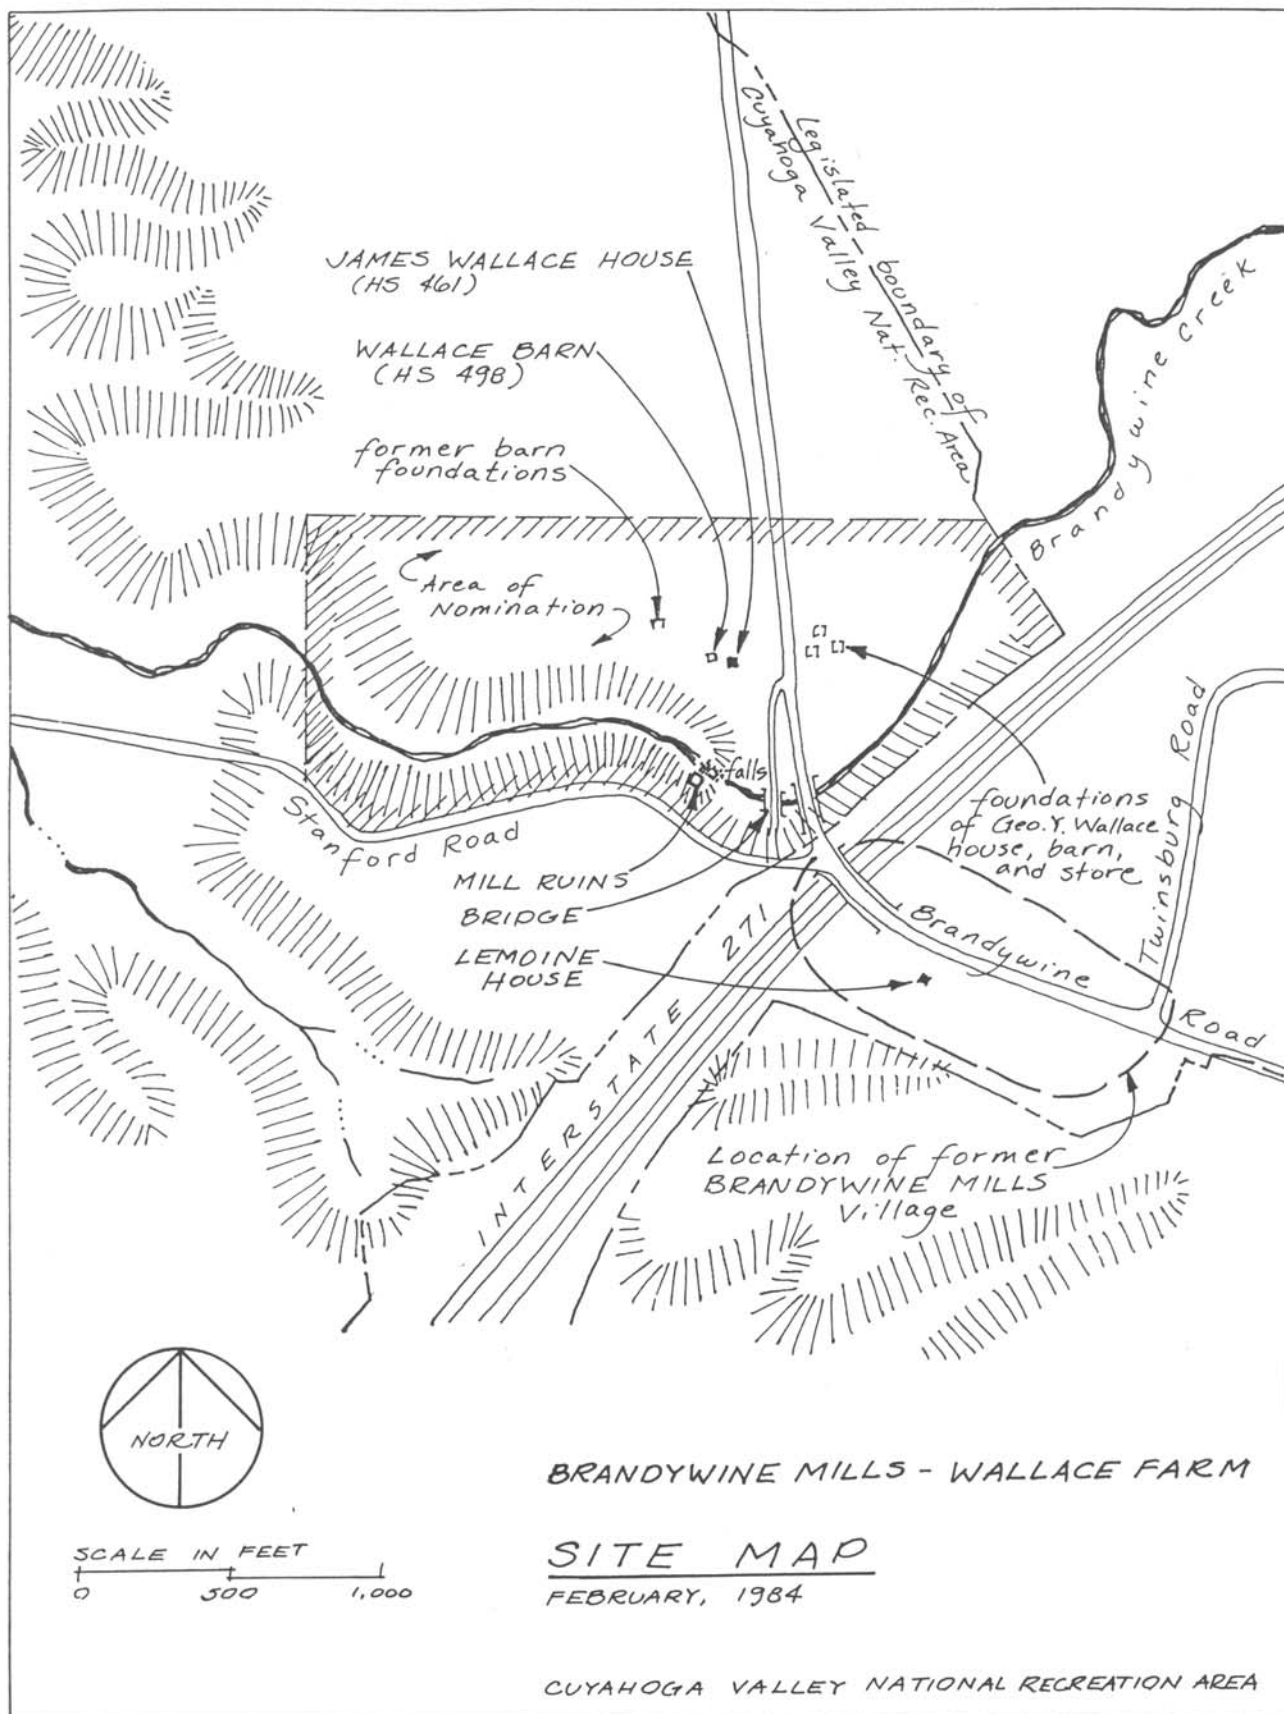 Legislated boundary of
Cuyahoga Valley Nat. Rec. Area
JAMES WALLACE HOUSE
(HS 461)
WALLACE BARN
(HS 498)
former barn
foundations
Brandywine Creek
Area of
Nomination
falls
Stanford Road
foundations
of Geo. Y. Wallace
house, barn,
and store
Twinsburg Road
MILL RUINS
BRIDGE
LEMOINE
HOUSE
INTERSTATE 271
Brandywine Road
Location of former
BRANDYWINE MILLS
Village
NORTH
SCALE IN FEET
0 500 1,000
BRANDYWINE MILLS - WALLACE FARM
SITE MAP
FEBRUARY, 1984
CUYAHOGA VALLEY NATIONAL RECREATION AREA